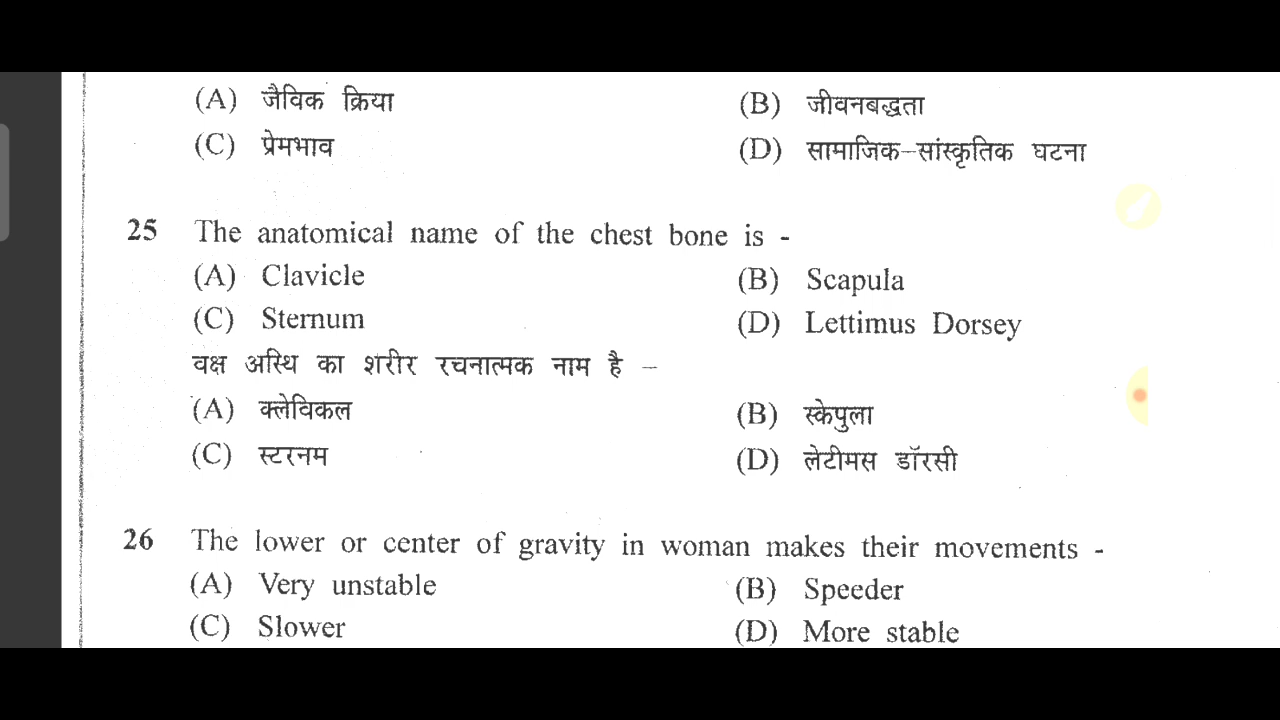 (A) जैविक क्रिया (B) जीवनबद्धता
(C) प्रेमभाव (D) सामाजिक–सांस्कृतिक घटना
25 The anatomical name of the chest bone is -
(A) Clavicle (B) Scapula
(C) Sternum (D) Lettimus Dorsey
वक्ष अस्थि का शरीर रचनात्मक नाम है –
(A) क्लेविकल (B) स्केपुला
(C) स्टरनम (D) लेटीमस डॉरसी
26 The lower or center of gravity in woman makes their movements -
(A) Very unstable (B) Speeder
(C) Slower (D) More stable